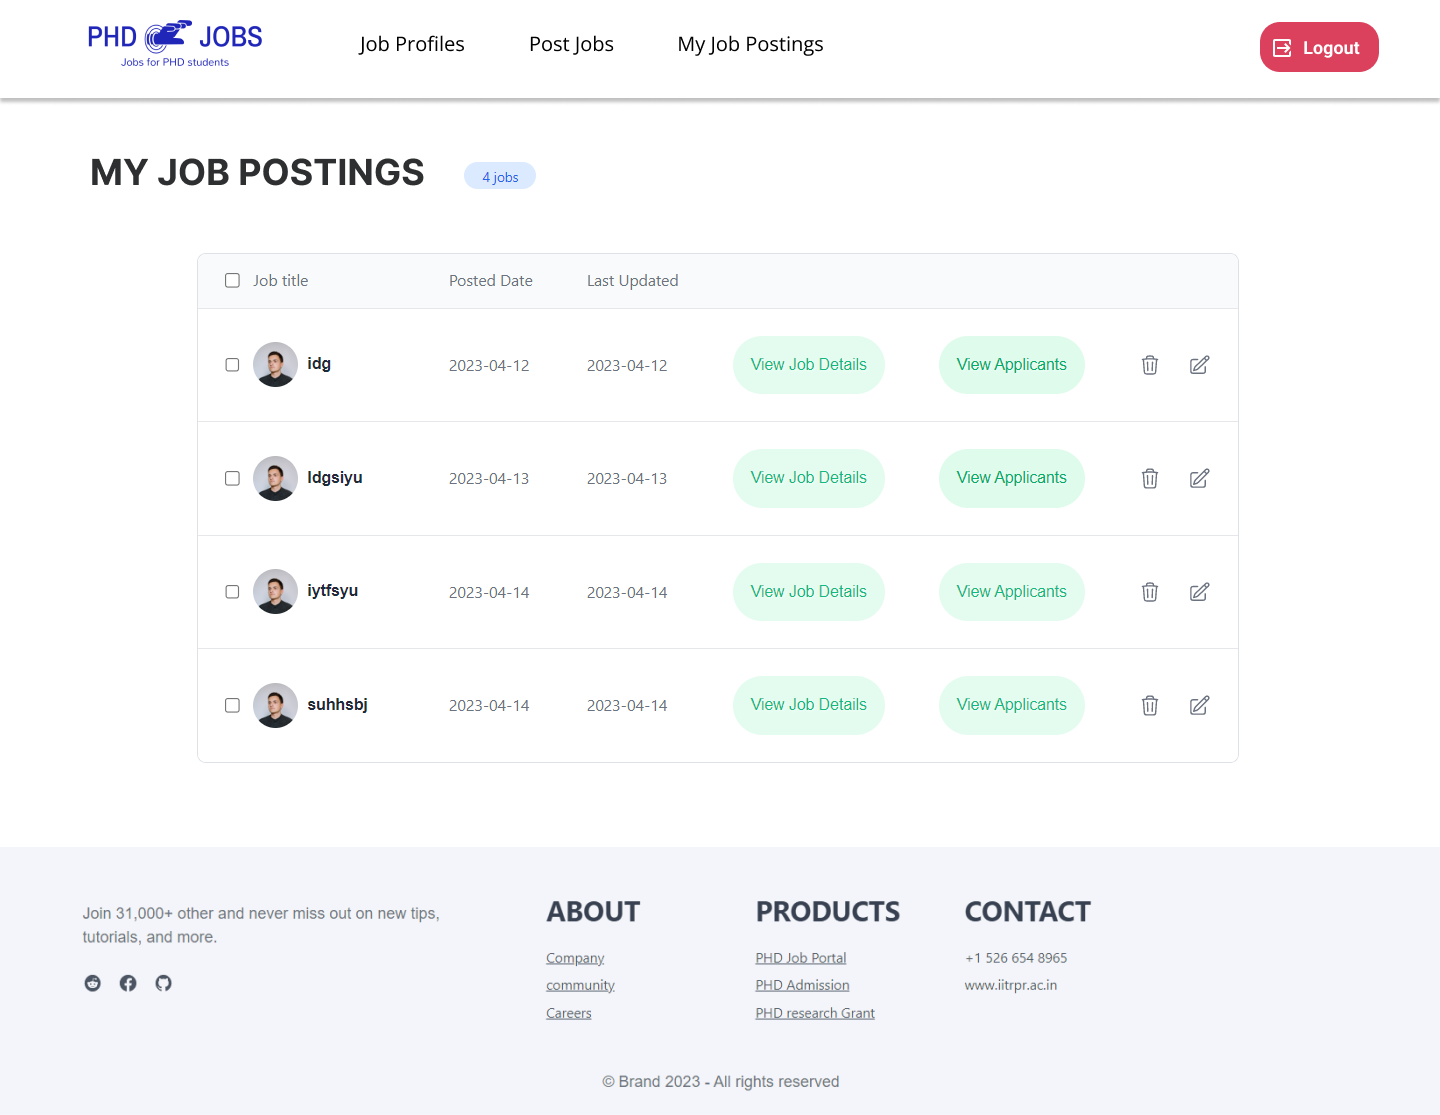 PHD JOBS
Jobs for PHD students
Job Profiles Post Jobs My Job Postings
Logout
MY JOB POSTINGS 4 jobs
Job title Posted Date Last Updated
idg 2023-04-12 2023-04-12 View Job Details View Applicants
ldgsiyu 2023-04-13 2023-04-13 View Job Details View Applicants
iytfsyu 2023-04-14 2023-04-14 View Job Details View Applicants
suhhsbj 2023-04-14 2023-04-14 View Job Details View Applicants
Join 31,000+ other and never miss out on new tips,
tutorials, and more.
ABOUT
Company
community
Careers
PRODUCTS
PHD Job Portal
PHD Admission
PHD research Grant
CONTACT
+1 526 654 8965
www.iitrpr.ac.in
© Brand 2023 - All rights reserved